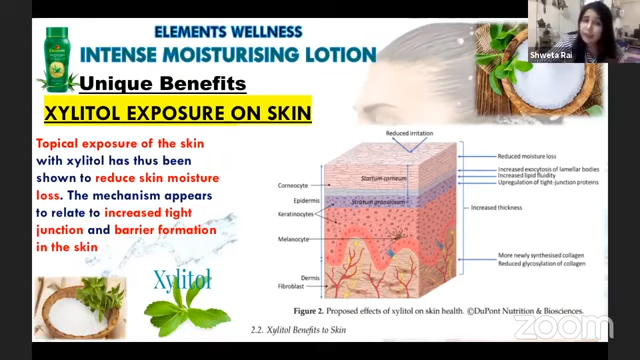 ELEMENTS WELLNESS
INTENSE MOISTURISING LOTION
Unique Benefits
XYLITOL EXPOSURE ON SKIN
Topical exposure of the skin
with xylitol has thus been
shown to reduce skin moisture
loss. The mechanism appears
to relate to increased tight
junction and barrier formation
in the skin
Xylitol
Shweta Rai
Reduced irritation
Startum corneum
Corneocyte
Epidermis
Stratum granulosum
Keratinocytes
Melanocyte
Dermis
Fibroblast
Reduced moisture loss
Increased exocytosis of lamellar bodies
Increased lipid fluidity
Upregulation of tight-junction proteins
Increased thickness
More newly synthesised collagen
Reduced glycosylation of collagen
Figure 2. Proposed effects of xylitol on skin health. ©DuPont Nutrition & Biosciences.
2.2. Xylitol Benefits to Skin
zoom